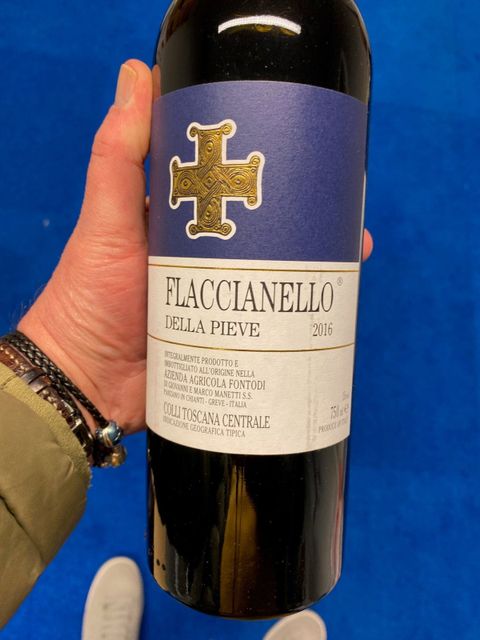 FLACCIANELLO®
DELLA PIEVE 2016
INTEGRALMENTE PRODOTTO E
IMBOTTIGLIATO ALL'ORIGINE NELLA
AZIENDA AGRICOLA FONTODI
DI GIOVANNI E MARCO MANETTI S.S.
PANZANO IN CHIANTI - GREVE - ITALIA
COLLI TOSCANA CENTRALE
INDICAZIONE GEOGRAFICA TIPICA
750 ml e